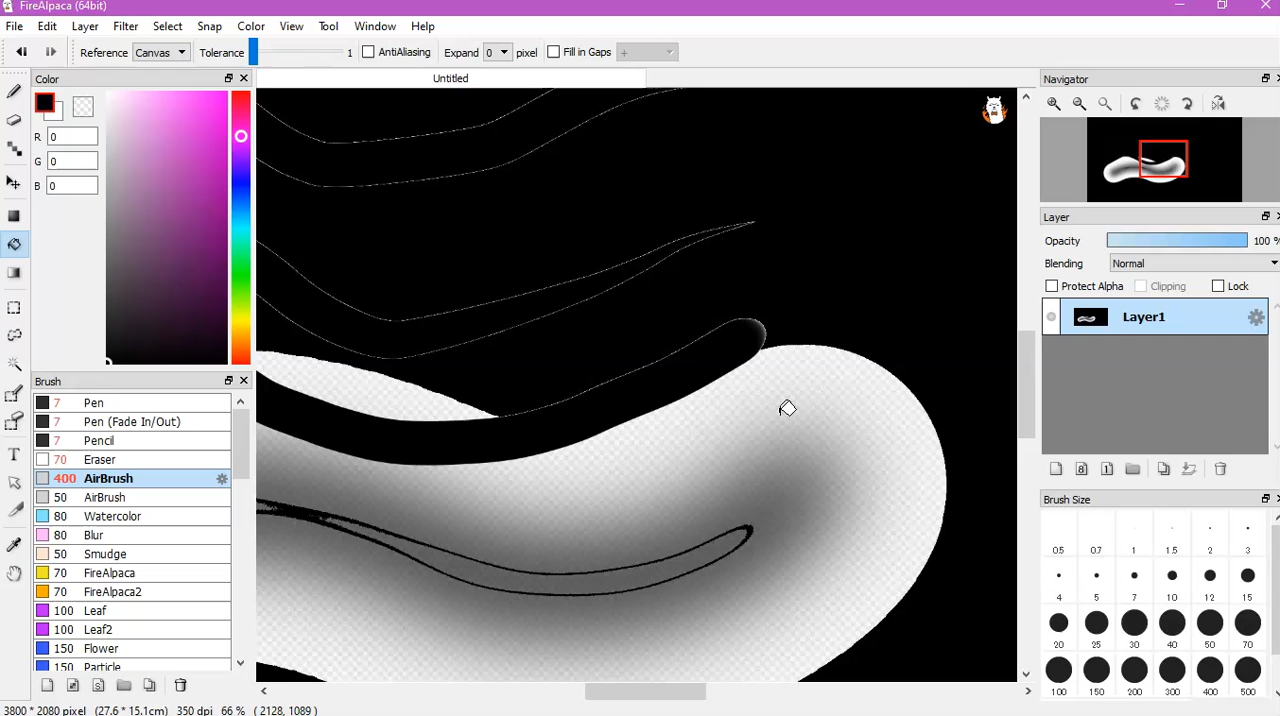 FireAlpaca (64bit)
File Edit Layer Filter Select Snap Color View Tool Window Help
Reference Canvas Tolerance 1 AntiAliasing Expand 0 pixel Fill in Gaps +
Color
Untitled
Navigator
R 0
G 0
B 0
Layer
Opacity 100 %
Blending Normal
Protect Alpha Clipping Lock
Layer1
Brush
7 Pen
7 Pen (Fade In/Out)
7 Pencil
70 Eraser
400 AirBrush
50 AirBrush
80 Watercolor
80 Blur
50 Smudge
70 FireAlpaca
70 FireAlpaca2
100 Leaf
100 Leaf2
150 Flower
150 Particle
Brush Size
0.5 0.7 1 1.5 2 3
4 5 7 10 12 15
20 25 30 40 50 70
100 150 200 300 400 500
3800 * 2080 pixel (27.6 * 15.1cm) 350 dpi 66 % ( 2128, 1089 )